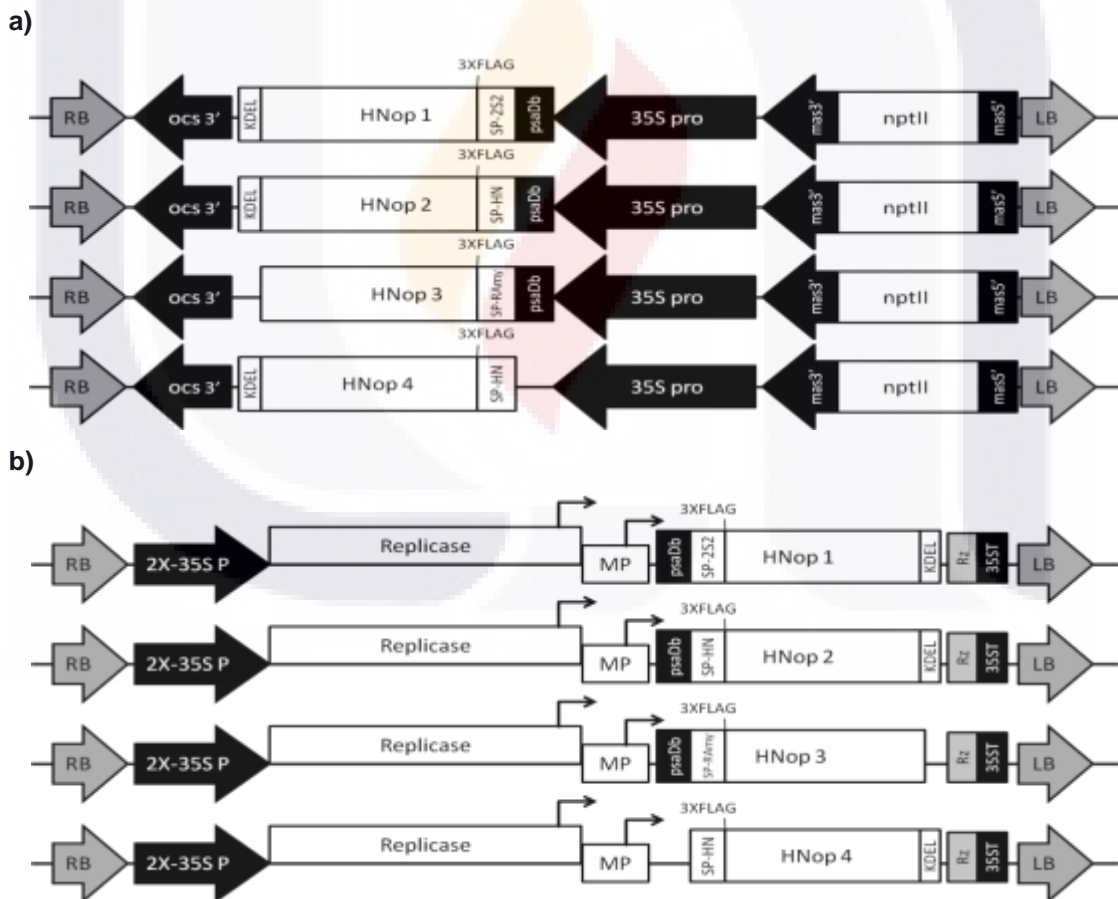 a)
3XFLAG
RB ocs 3' KDEL HNop 1 SP-2S2 psaDb 35S pro mas3' nptII mas5' LB
3XFLAG
RB ocs 3' KDEL HNop 2 SP-HN psaDb 35S pro mas3' nptII mas5' LB
3XFLAG
RB ocs 3' HNop 3 SP-RAmy psaDb 35S pro mas3' nptII mas5' LB
3XFLAG
RB ocs 3' KDEL HNop 4 SP-HN 35S pro mas3' nptII mas5' LB
b)
3XFLAG
RB 2X-35S P Replicase MP psaDb SP-2S2 HNop 1 KDEL Rz 35ST LB
3XFLAG
RB 2X-35S P Replicase MP psaDb SP-HN HNop 2 KDEL Rz 35ST LB
3XFLAG
RB 2X-35S P Replicase MP psaDb SP-RAmy HNop 3 Rz 35ST LB
3XFLAG
RB 2X-35S P Replicase MP SP-HN HNop 4 KDEL Rz 35ST LB